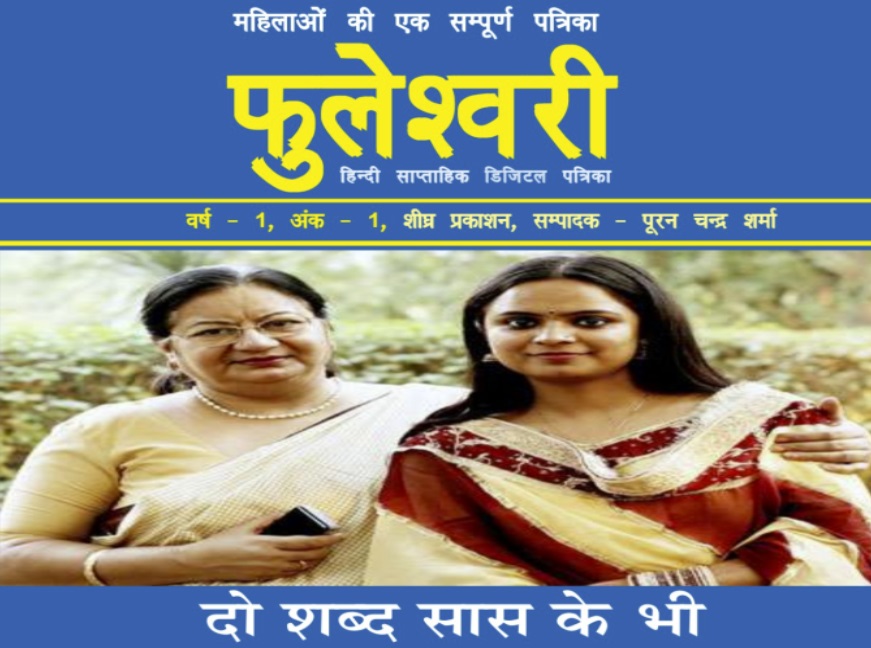 महिलाओं की एक सम्पूर्ण पत्रिका
फुलेश्वरी
हिन्दी साप्ताहिक डिजिटल पत्रिका
वर्ष - 1, अंक - 1, शीघ्र प्रकाशन, सम्पादक - पूरन चन्द्र शर्मा
दो शब्द सास के भी